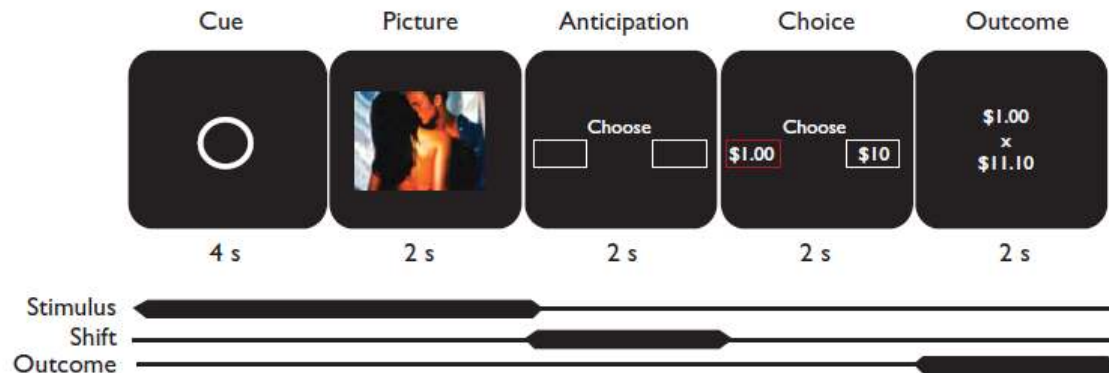 Cue Picture Anticipation Choice Outcome
Choose
Choose
$1.00 $10
$1.00
x
$11.10
4 s 2 s 2 s 2 s 2 s
Stimulus
Shift
Outcome